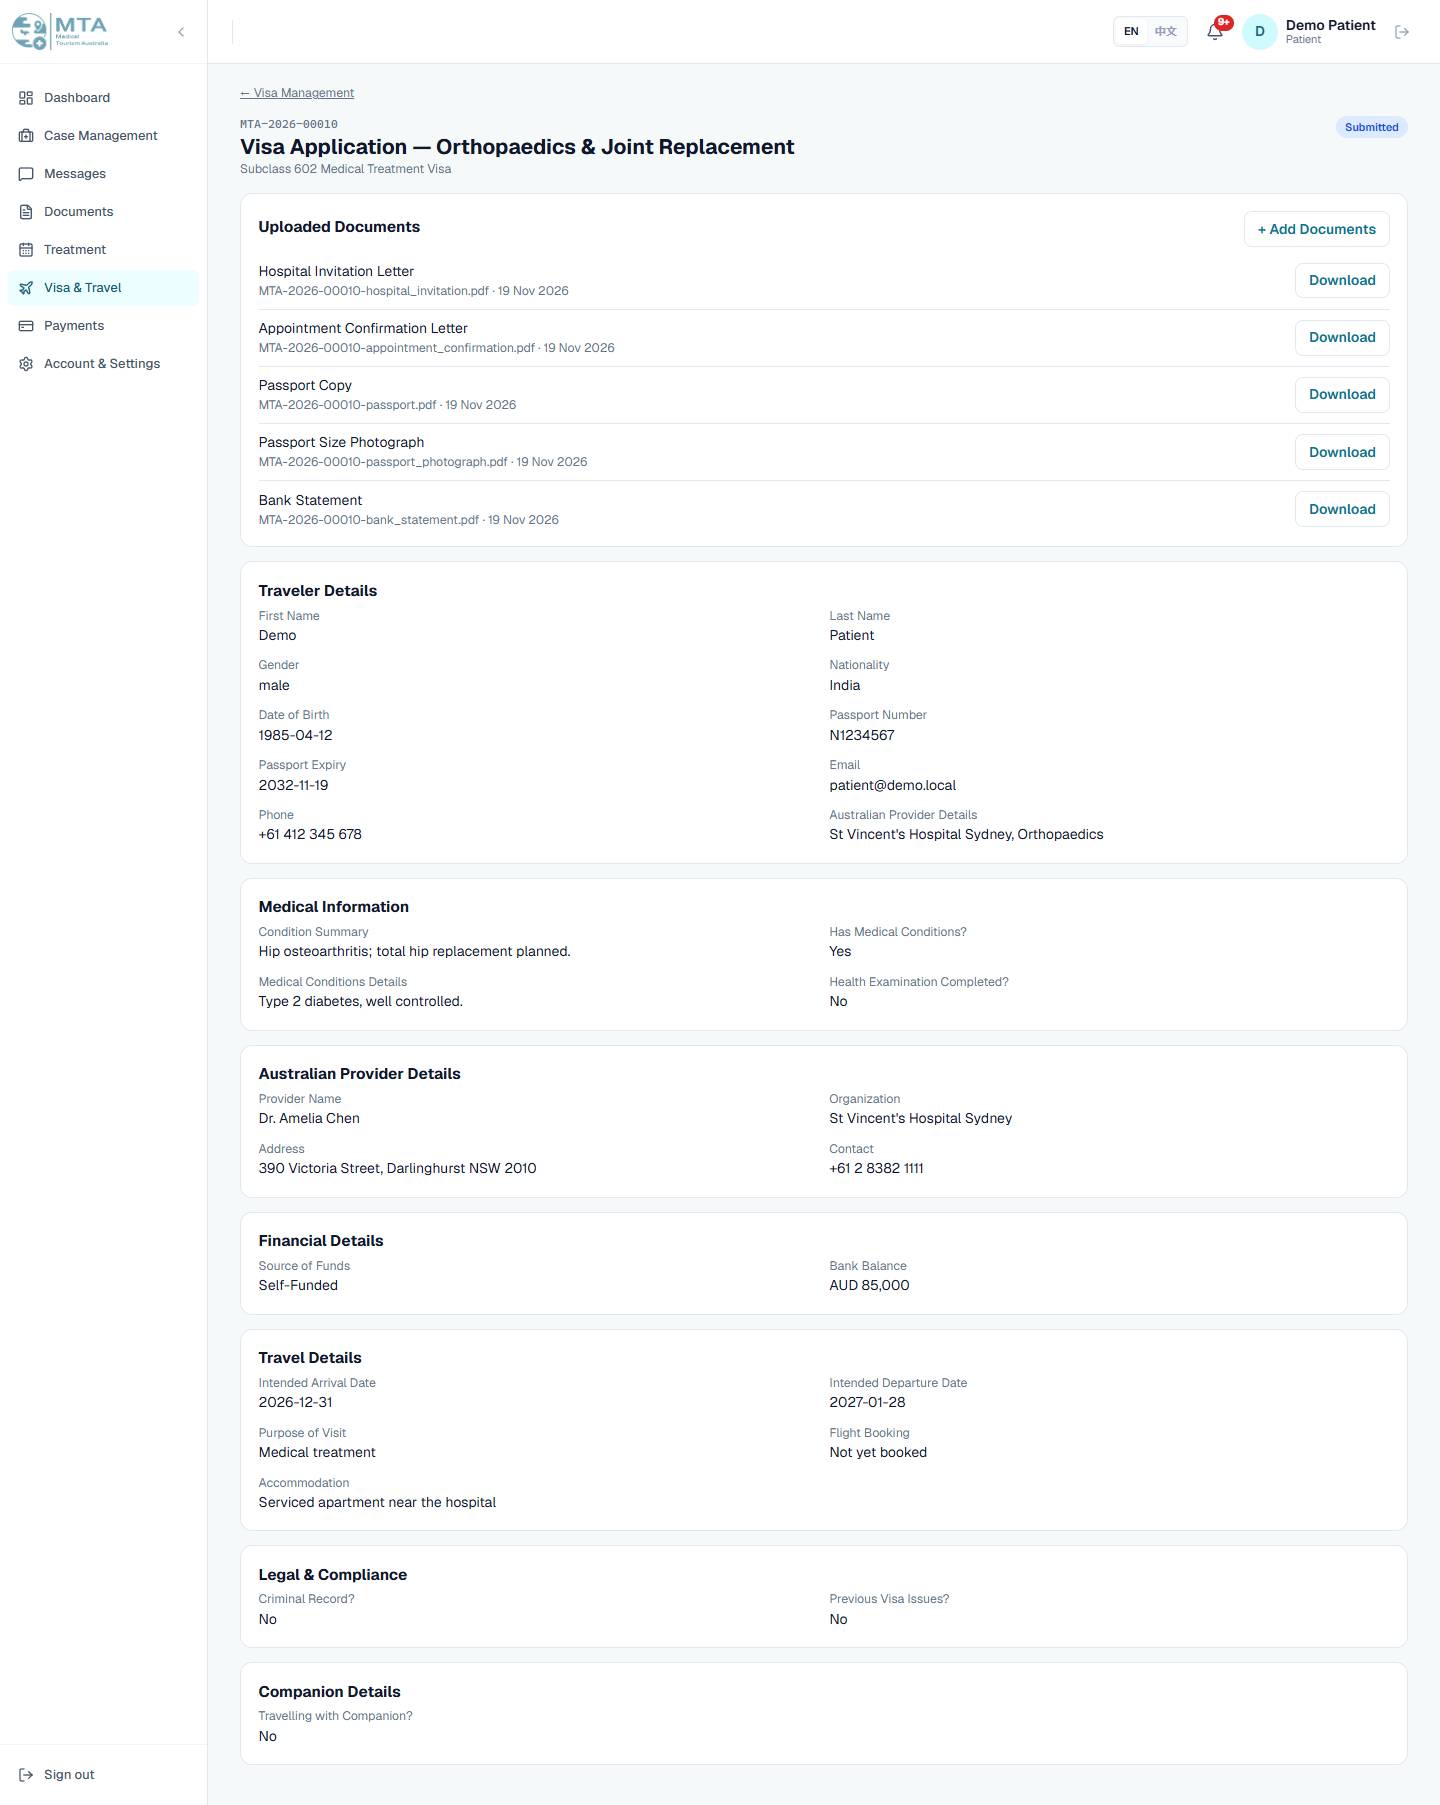 MTA
Medical
Tourism Australia
EN
中文
9+
D
Demo Patient
Patient
Dashboard
Case Management
Messages
Documents
Treatment
Visa & Travel
Payments
Account & Settings
Sign out
← Visa Management
MTA-2026-00010
Submitted
Visa Application — Orthopaedics & Joint Replacement
Subclass 602 Medical Treatment Visa
Uploaded Documents
+ Add Documents
Hospital Invitation Letter
MTA-2026-00010-hospital_invitation.pdf · 19 Nov 2026
Download
Appointment Confirmation Letter
MTA-2026-00010-appointment_confirmation.pdf · 19 Nov 2026
Download
Passport Copy
MTA-2026-00010-passport.pdf · 19 Nov 2026
Download
Passport Size Photograph
MTA-2026-00010-passport_photograph.pdf · 19 Nov 2026
Download
Bank Statement
MTA-2026-00010-bank_statement.pdf · 19 Nov 2026
Download
Traveler Details
First Name
Demo
Last Name
Patient
Gender
male
Nationality
India
Date of Birth
1985-04-12
Passport Number
N1234567
Passport Expiry
2032-11-19
Email
patient@demo.local
Phone
+61 412 345 678
Australian Provider Details
St Vincent's Hospital Sydney, Orthopaedics
Medical Information
Condition Summary
Hip osteoarthritis; total hip replacement planned.
Has Medical Conditions?
Yes
Medical Conditions Details
Type 2 diabetes, well controlled.
Health Examination Completed?
No
Australian Provider Details
Provider Name
Dr. Amelia Chen
Organization
St Vincent's Hospital Sydney
Address
390 Victoria Street, Darlinghurst NSW 2010
Contact
+61 2 8382 1111
Financial Details
Source of Funds
Self-Funded
Bank Balance
AUD 85,000
Travel Details
Intended Arrival Date
2026-12-31
Intended Departure Date
2027-01-28
Purpose of Visit
Medical treatment
Flight Booking
Not yet booked
Accommodation
Serviced apartment near the hospital
Legal & Compliance
Criminal Record?
No
Previous Visa Issues?
No
Companion Details
Travelling with Companion?
No